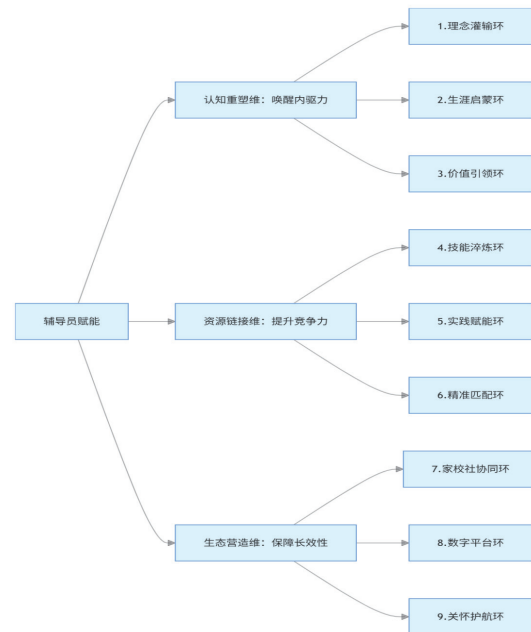 1.理念灌输环
认知重塑维：唤醒内驱力
2.生涯启蒙环
3.价值引领环
4.技能淬炼环
辅导员赋能
资源链接维：提升竞争力
5.实践赋能环
6.精准匹配环
7.家校社协同环
生态营造维：保障长效性
8.数字平台环
9.关怀护航环